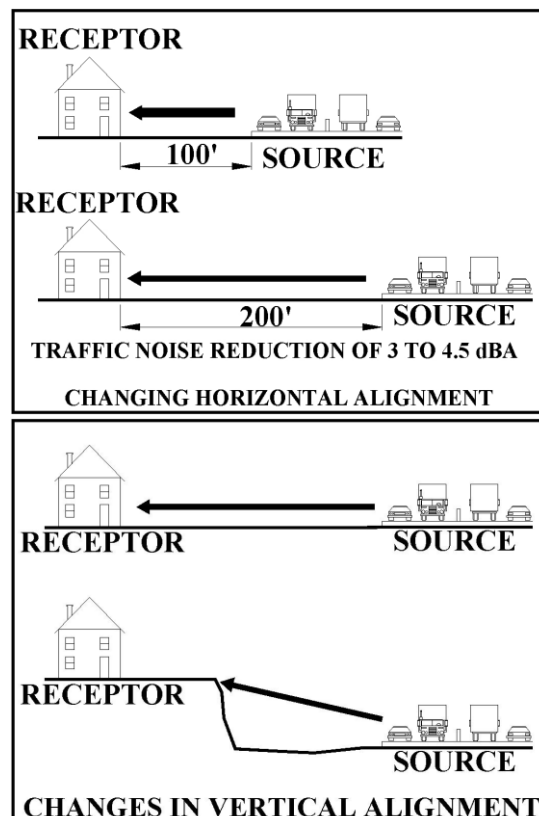 RECEPTOR
100'
SOURCE
RECEPTOR
200'
SOURCE
TRAFFIC NOISE REDUCTION OF 3 TO 4.5 dBA
CHANGING HORIZONTAL ALIGNMENT
RECEPTOR
SOURCE
RECEPTOR
SOURCE
CHANGES IN VERTICAL ALIGNMENT